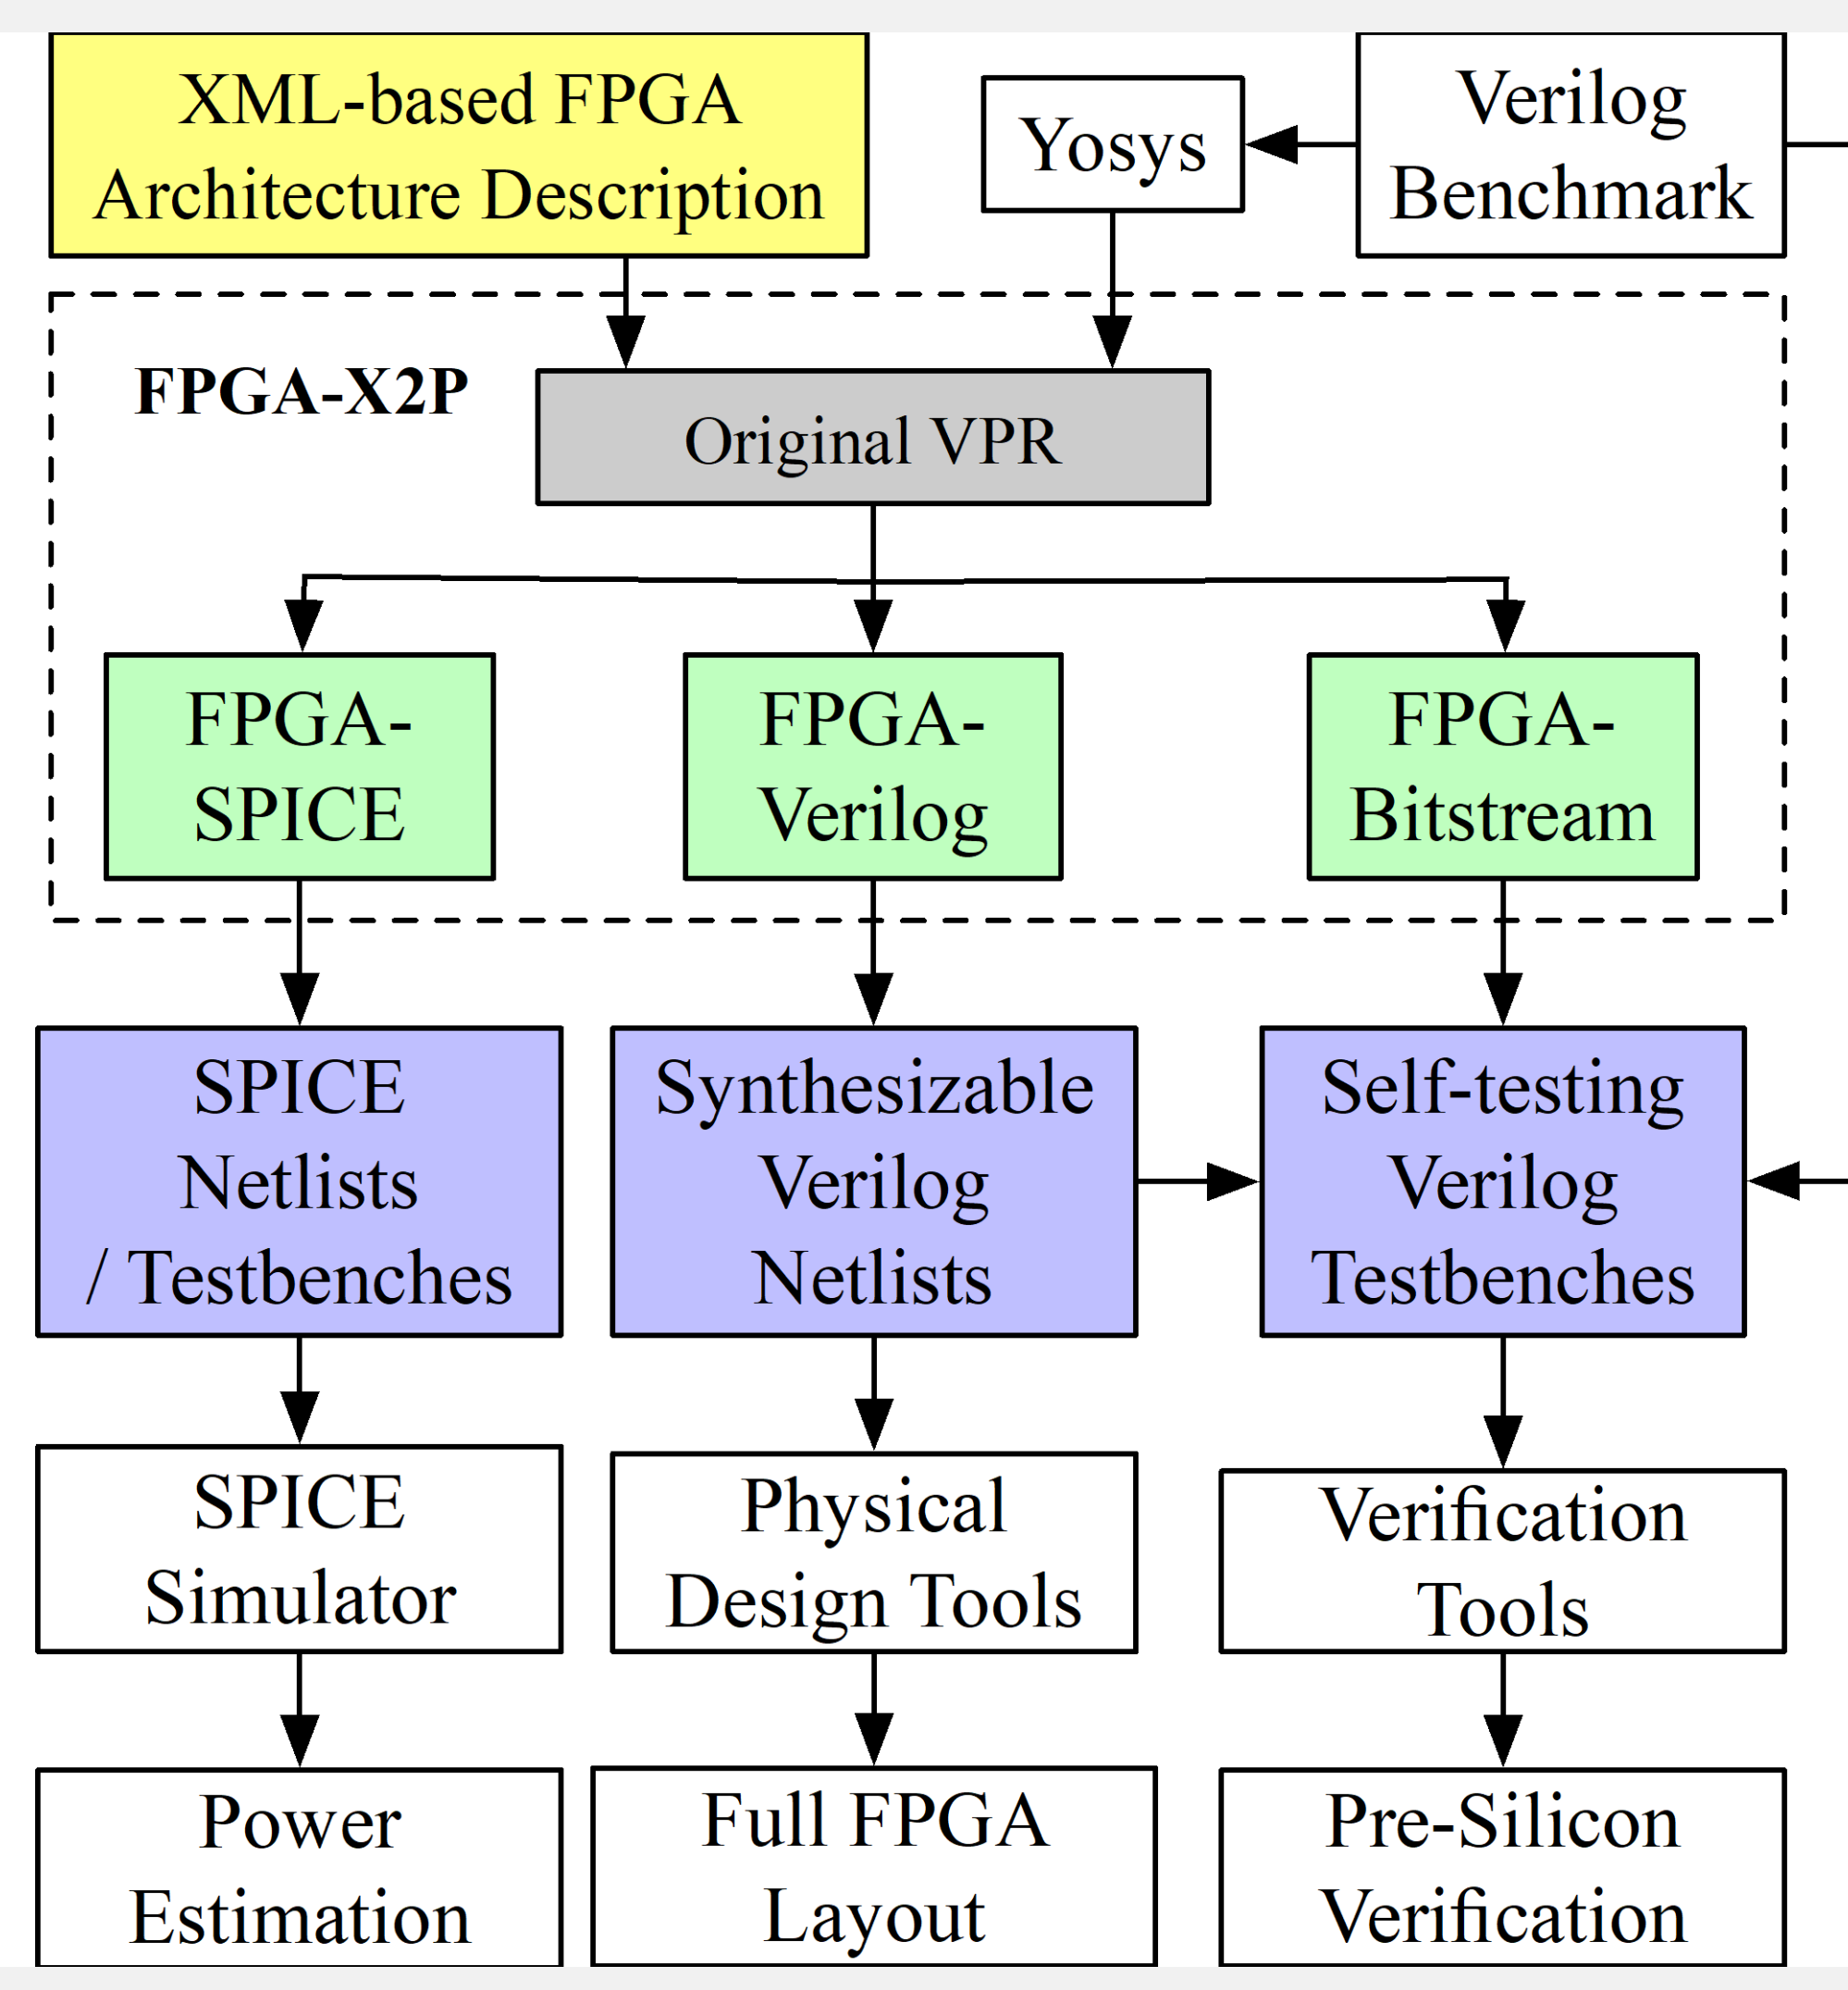 XML-based FPGA
Architecture Description
Yosys
Verilog
Benchmark
FPGA-X2P
Original VPR
FPGA-
SPICE
FPGA-
Verilog
FPGA-
Bitstream
SPICE
Netlists
/ Testbenches
Synthesizable
Verilog
Netlists
Self-testing
Verilog
Testbenches
SPICE
Simulator
Physical
Design Tools
Verification
Tools
Power
Estimation
Full FPGA
Layout
Pre-Silicon
Verification